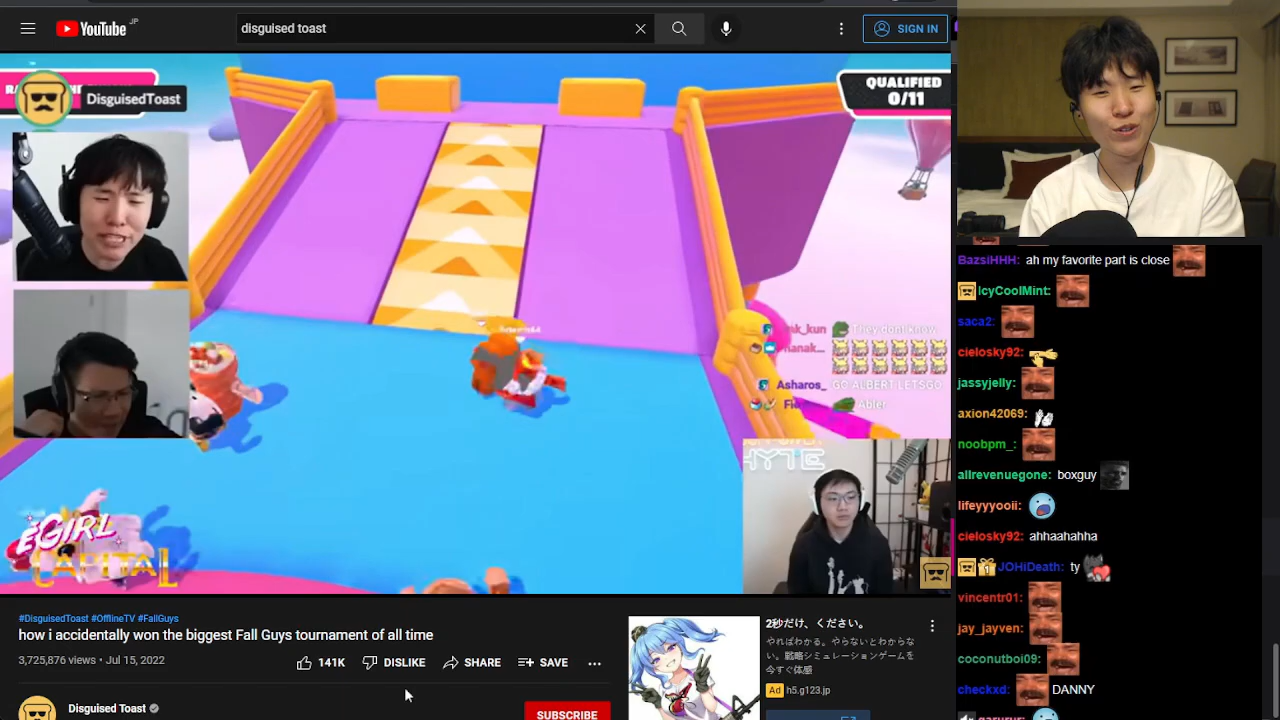 YouTube JP
disguised toast
SIGN IN
DisguisedToast
QUALIFIED
0/11
They dont know
Asharos_ GO ALBERT LETSGO
Abler
EGIRL
CAPITAL
#DisguisedToast #OfflineTV #FallGuys
how i accidentally won the biggest Fall Guys tournament of all time
3,725,876 views • Jul 15, 2022
141K
DISLIKE
SHARE
SAVE
Disguised Toast
SUBSCRIBE
2秒だけ、ください。
やればわかる。やらないとわからな
い。戦略シミュレーションゲームを
今すぐ体感
Ad h5.g123.jp
BazsiHHH: ah my favorite part is close
IcyCoolMint:
saca2:
cielosky92:
jassyjelly:
axion42069:
noobpm_:
allrevenuegone: boxguy
lifeyyyooii:
cielosky92: ahhaahahha
JOHiDeath: ty
vincentr01:
jay_jayven:
coconutboi09:
checkxd: DANNY